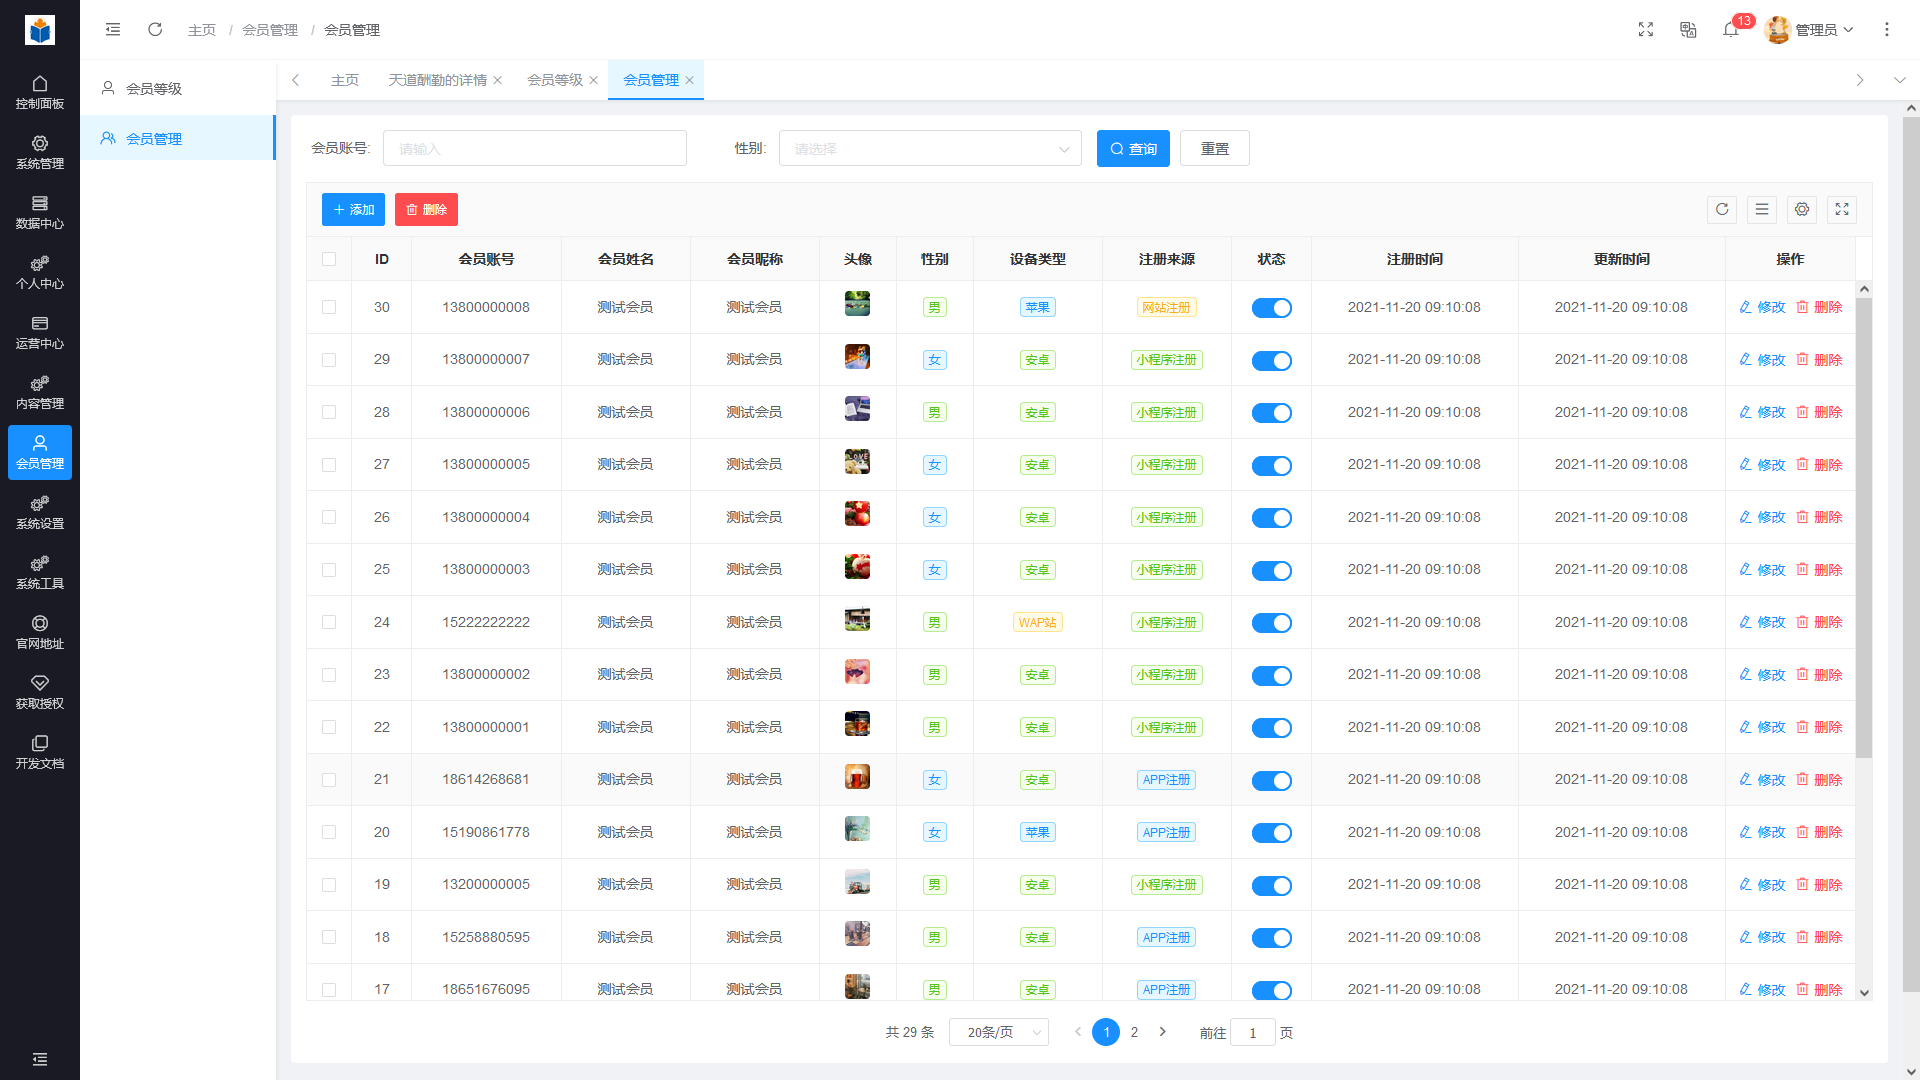 主页 / 会员管理 / 会员管理
13
管理员
控制面板
系统管理
数据中心
个人中心
运营中心
内容管理
会员管理
系统设置
系统工具
官网地址
获取授权
开发文档
会员等级
会员管理
主页 天道酬勤的详情 会员等级 会员管理
会员账号: 请输入 性别: 请选择 查询 重置
添加 删除
ID 会员账号 会员姓名 会员昵称 头像 性别 设备类型 注册来源 状态 注册时间 更新时间 操作
30 13800000008 测试会员 测试会员 男 苹果 网站注册 2021-11-20 09:10:08 2021-11-20 09:10:08 修改 删除
29 13800000007 测试会员 测试会员 女 安卓 小程序注册 2021-11-20 09:10:08 2021-11-20 09:10:08 修改 删除
28 13800000006 测试会员 测试会员 男 安卓 小程序注册 2021-11-20 09:10:08 2021-11-20 09:10:08 修改 删除
27 13800000005 测试会员 测试会员 女 安卓 小程序注册 2021-11-20 09:10:08 2021-11-20 09:10:08 修改 删除
26 13800000004 测试会员 测试会员 女 安卓 小程序注册 2021-11-20 09:10:08 2021-11-20 09:10:08 修改 删除
25 13800000003 测试会员 测试会员 女 安卓 小程序注册 2021-11-20 09:10:08 2021-11-20 09:10:08 修改 删除
24 15222222222 测试会员 测试会员 男 WAP站 小程序注册 2021-11-20 09:10:08 2021-11-20 09:10:08 修改 删除
23 13800000002 测试会员 测试会员 男 安卓 小程序注册 2021-11-20 09:10:08 2021-11-20 09:10:08 修改 删除
22 13800000001 测试会员 测试会员 男 安卓 小程序注册 2021-11-20 09:10:08 2021-11-20 09:10:08 修改 删除
21 18614268681 测试会员 测试会员 女 安卓 APP注册 2021-11-20 09:10:08 2021-11-20 09:10:08 修改 删除
20 15190861778 测试会员 测试会员 女 苹果 APP注册 2021-11-20 09:10:08 2021-11-20 09:10:08 修改 删除
19 13200000005 测试会员 测试会员 男 安卓 小程序注册 2021-11-20 09:10:08 2021-11-20 09:10:08 修改 删除
18 15258880595 测试会员 测试会员 男 安卓 APP注册 2021-11-20 09:10:08 2021-11-20 09:10:08 修改 删除
17 18651676095 测试会员 测试会员 男 安卓 APP注册 2021-11-20 09:10:08 2021-11-20 09:10:08 修改 删除
共 29 条 20条/页 1 2 前往 1 页